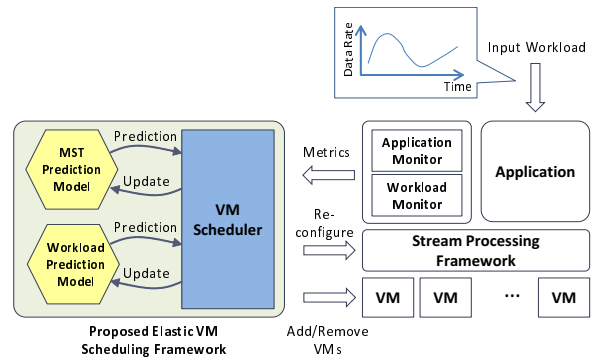 Data Rate
Time
Input Workload
Prediction
MST
Prediction
Model
Update
VM
Scheduler
Prediction
Workload
Prediction
Model
Update
Metrics
Application
Monitor
Workload
Monitor
Application
Re-
configure
Stream Processing
Framework
VM
VM
...
VM
Add/Remove
VMs
Proposed Elastic VM
Scheduling Framework